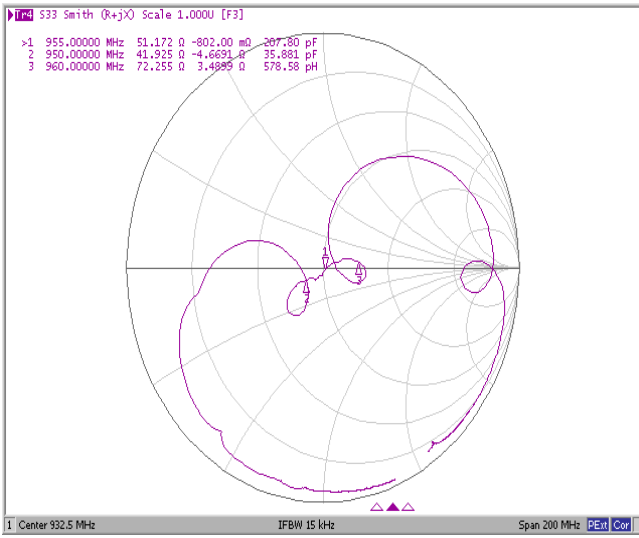 Tr4 S33 Smith (R+jX) Scale 1.000U [F3]
>1 955.00000 MHz 51.172 Ω -802.00 mΩ 207.80 pF
2 950.00000 MHz 41.925 Ω -4.6691 Ω 35.881 pF
3 960.00000 MHz 72.255 Ω 3.4899 Ω 578.58 pH
1
2
3
1 Center 932.5 MHz IFBW 15 kHz Span 200 MHz PExt Cor